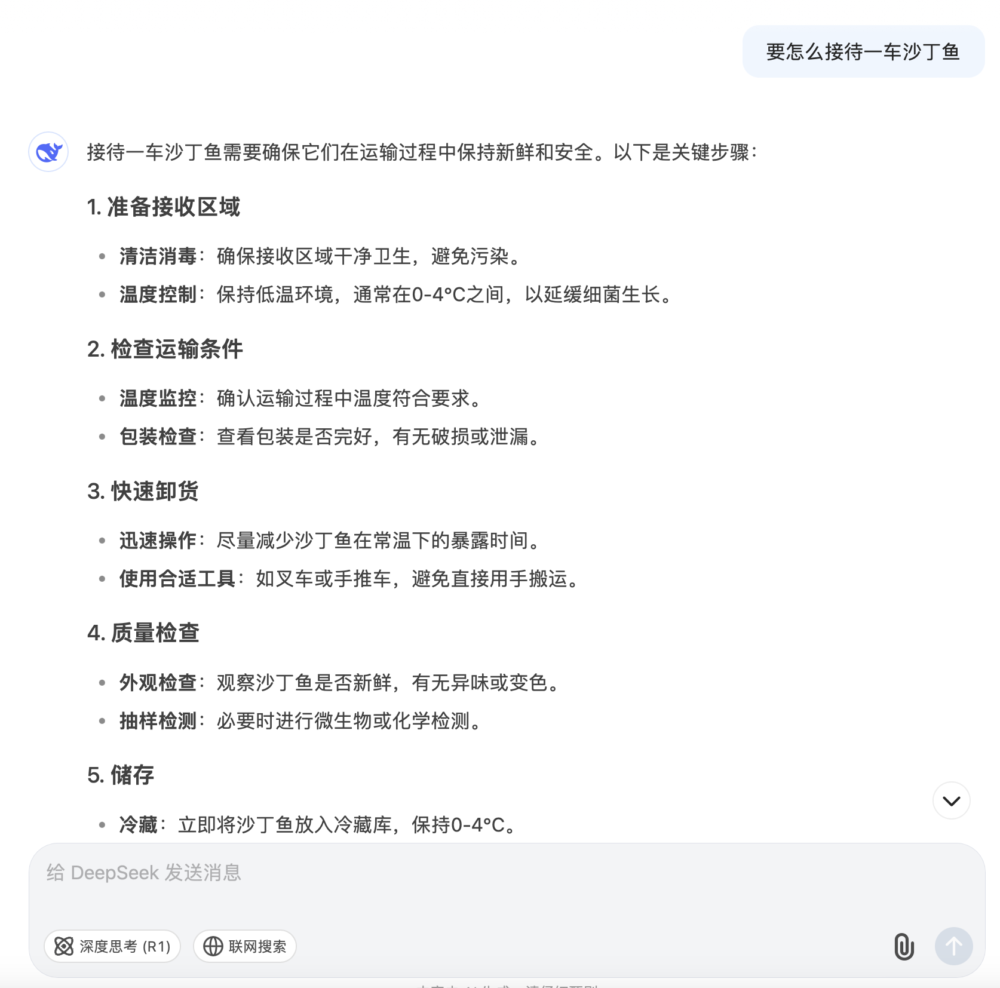 要怎么接待一车沙丁鱼
接待一车沙丁鱼需要确保它们在运输过程中保持新鲜和安全。以下是关键步骤：
1. 准备接收区域
• 清洁消毒：确保接收区域干净卫生，避免污染。
• 温度控制：保持低温环境，通常在0-4°C之间，以延缓细菌生长。
2. 检查运输条件
• 温度监控：确认运输过程中温度符合要求。
• 包装检查：查看包装是否完好，有无破损或泄漏。
3. 快速卸货
• 迅速操作：尽量减少沙丁鱼在常温下的暴露时间。
• 使用合适工具：如叉车或手推车，避免直接用手搬运。
4. 质量检查
• 外观检查：观察沙丁鱼是否新鲜，有无异味或变色。
• 抽样检测：必要时进行微生物或化学检测。
5. 储存
• 冷藏：立即将沙丁鱼放入冷藏库，保持0-4°C。
给 DeepSeek 发送消息
深度思考 (R1) 联网搜索